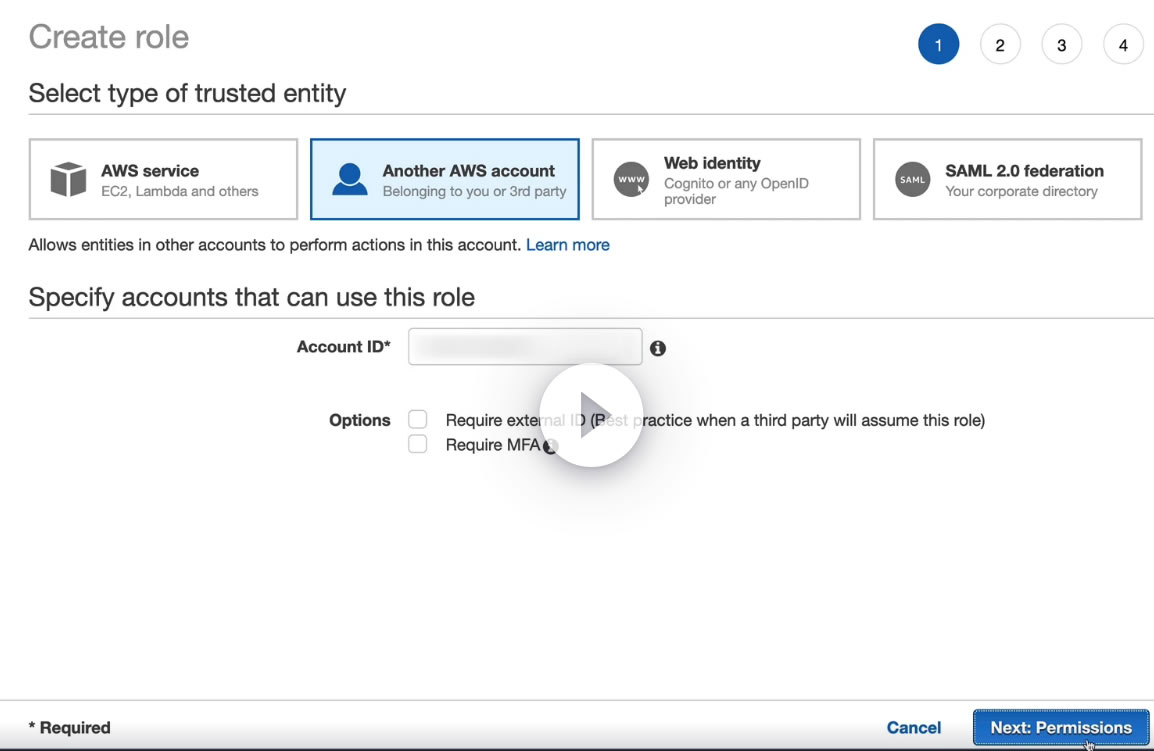 Create role
1 2 3 4
Select type of trusted entity
AWS service
EC2, Lambda and others
Another AWS account
Belonging to you or 3rd party
www
Web identity
Cognito or any OpenID
provider
SAML
SAML 2.0 federation
Your corporate directory
Allows entities in other accounts to perform actions in this account. Learn more
Specify accounts that can use this role
Account ID*
Options
Require external ID (Best practice when a third party will assume this role)
Require MFA
* Required
Cancel
Next: Permissions